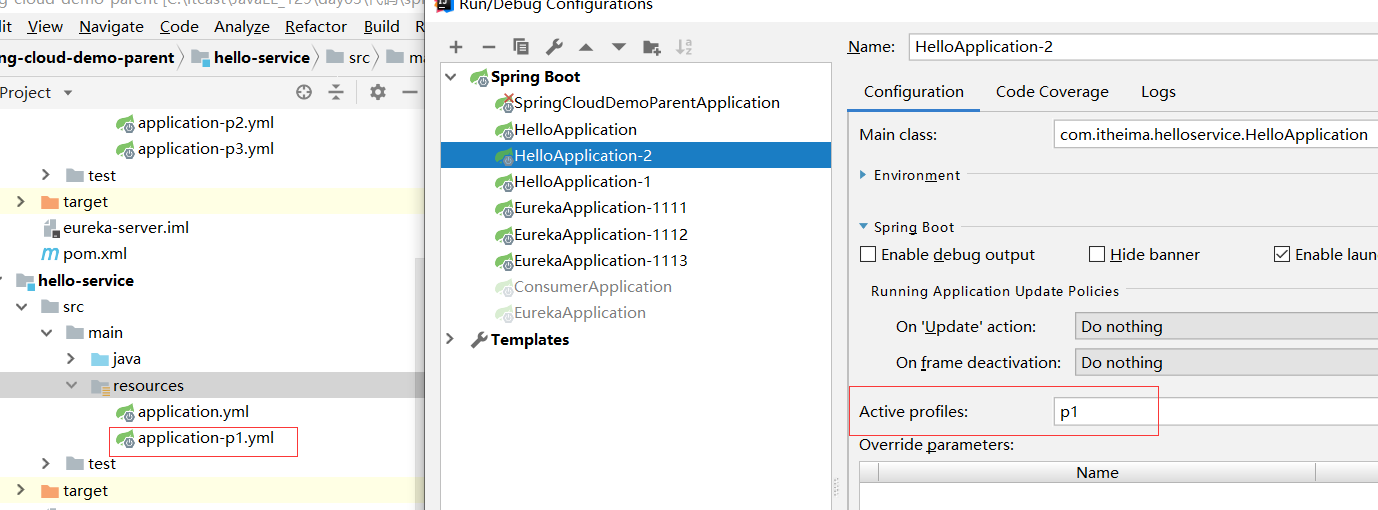 Run/Debug Configurations
View Navigate Code Analyze Refactor Build
ng-cloud-demo-parent hello-service src
Project
application-p2.yml
application-p3.yml
test
target
eureka-server.iml
pom.xml
hello-service
src
main
java
resources
application.yml
application-p1.yml
test
target
Spring Boot
SpringCloudDemoParentApplication
HelloApplication
HelloApplication-2
HelloApplication-1
EurekaApplication-1111
EurekaApplication-1112
EurekaApplication-1113
ConsumerApplication
EurekaApplication
Templates
Name: HelloApplication-2
Configuration Code Coverage Logs
Main class: com.itheima.helloservice.HelloApplication
Environment
Spring Boot
Enable debug output Hide banner Enable laun
Running Application Update Policies
On 'Update' action: Do nothing
On frame deactivation: Do nothing
Active profiles: p1
Override parameters:
Name